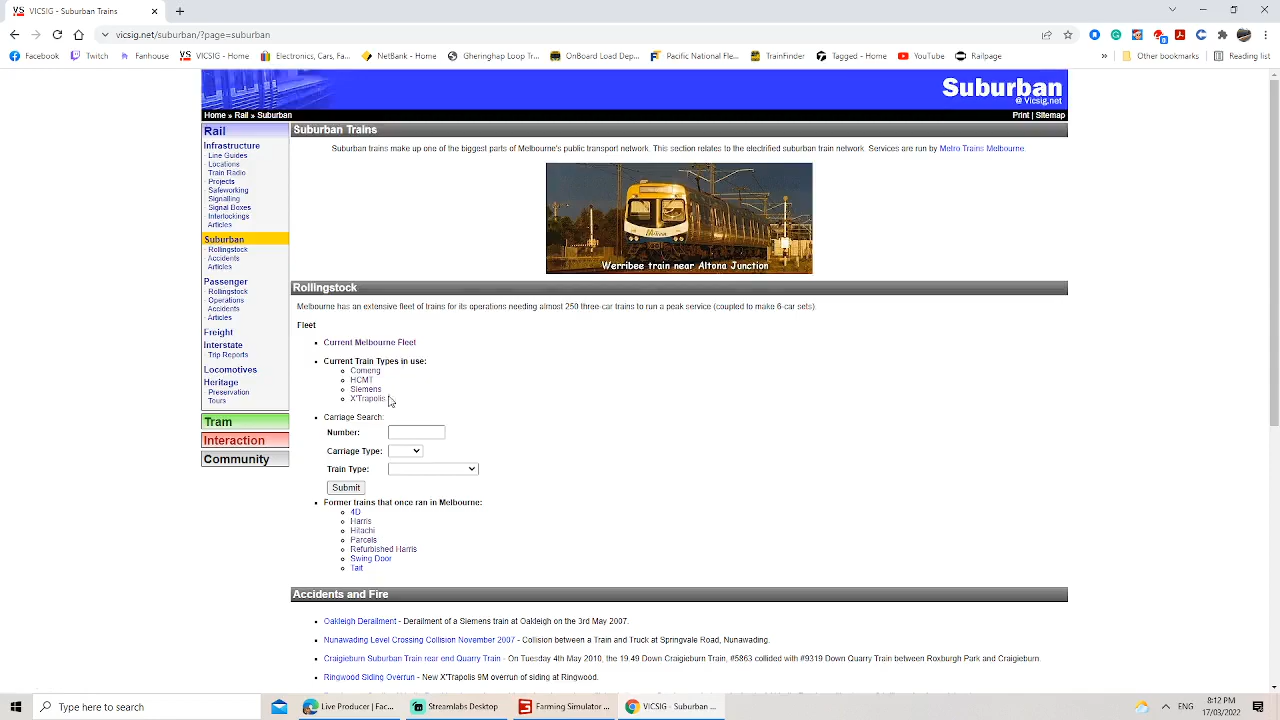 VICSIG - Suburban Trains
vicsig.net/suburban/?page=suburban
Facebook
Twitch
Fanhouse
VICSIG - Home
Electronics, Cars, Fa...
NetBank - Home
Gheringhap Loop Tr...
OnBoard Load Dep...
Pacific National Fle...
TrainFinder
Tagged - Home
YouTube
Railpage
»
Other bookmarks
Reading list
Suburban
@ Vicsig.net
Home » Rail » Suburban
Print | Sitemap
Rail
Infrastructure
Line Guides
Locations
Train Radio
Projects
Safeworking
Signalling
Signal Boxes
Interlockings
Articles
Suburban
Rollingstock
Accidents
Articles
Passenger
Rollingstock
Operations
Accidents
Articles
Freight
Interstate
Trip Reports
Locomotives
Heritage
Preservation
Tours
Tram
Interaction
Community
Suburban Trains
Suburban trains make up one of the biggest parts of Melbourne's public transport network. This section relates to the electrified suburban train network. Services are run by Metro Trains Melbourne.
Werribee train near Altona Junction
Rollingstock
Melbourne has an extensive fleet of trains for its operations needing almost 250 three-car trains to run a peak service (coupled to make 6-car sets)
Fleet
Current Melbourne Fleet
Current Train Types in use:
Comeng
HCMT
Siemens
X'Trapolis
Carriage Search:
Number:
Carriage Type:
Train Type:
Submit
Former trains that once ran in Melbourne:
4D
Harris
Hitachi
Parcels
Refurbished Harris
Swing Door
Tait
Accidents and Fire
Oakleigh Derailment - Derailment of a Siemens train at Oakleigh on the 3rd May 2007.
Nunawading Level Crossing Collision November 2007 - Collision between a Train and Truck at Springvale Road, Nunawading.
Craigieburn Suburban Train rear end Quarry Train - On Tuesday 4th May 2010, the 19.49 Down Craigieburn Train, #5863 collided with #9319 Down Quarry Train between Roxburgh Park and Craigieburn.
Ringwood Siding Overrun - New X'Trapolis 9M overrun of siding at Ringwood.
Type here to search
Live Producer | Fac...
Streamlabs Desktop
Farming Simulator ...
VICSIG - Suburban ...
ENG
8:12 PM
17/03/2022